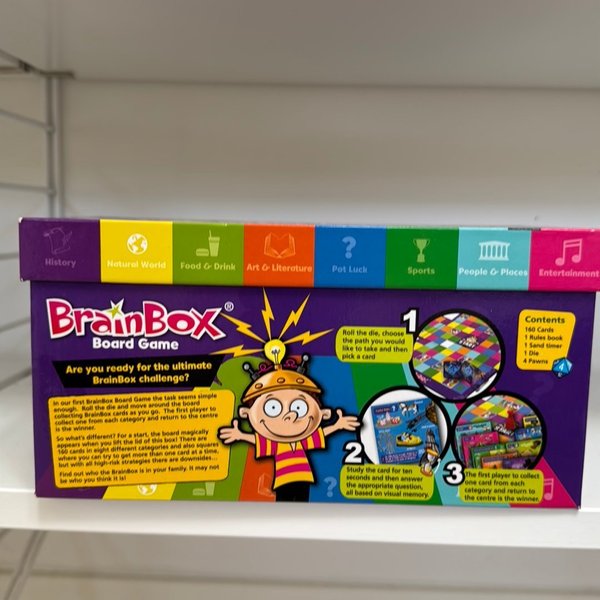 History
Natural World
Food & Drink
Art & Literature
Pot Luck
Sports
People & Places
Entertainment
BrainBox®
Board Game
Are you ready for the ultimate
BrainBox challenge?
In our first BrainBox Board Game the task seems simple
enough. Roll the die and move around the board
collecting BrainBox cards as you go. The first player to
collect one from each category and return to the centre
is the winner.
So what's different? For a start, the board magically
appears when you lift the lid of this box! There are
160 cards in eight different categories and also squares
where you can try to get more than one card at a time,
but with all high-risk strategies there are downsides...
Find out who the BrainBox is in your family. It may not
be who you think it is!
1
Roll the die, choose
the path you would
like to take and then
pick a card
2
Study the card for ten
seconds and then answer
the appropriate question,
all based on visual memory.
3
The first player to collect
one card from each
category and return to
the centre is the winner.
Contents
160 Cards
1 Rules book
1 Sand timer
1 Die
4 Pawns